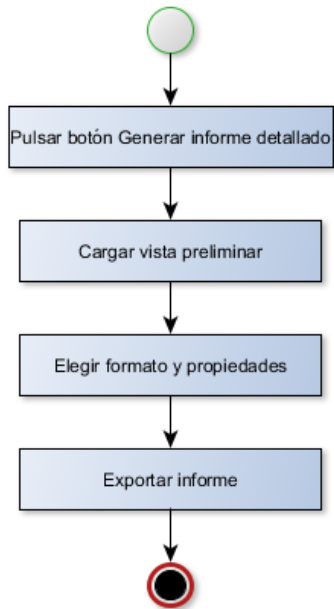 Pulsar botón Generar informe detallado
Cargar vista preliminar
Elegir formato y propiedades
Exportar informe